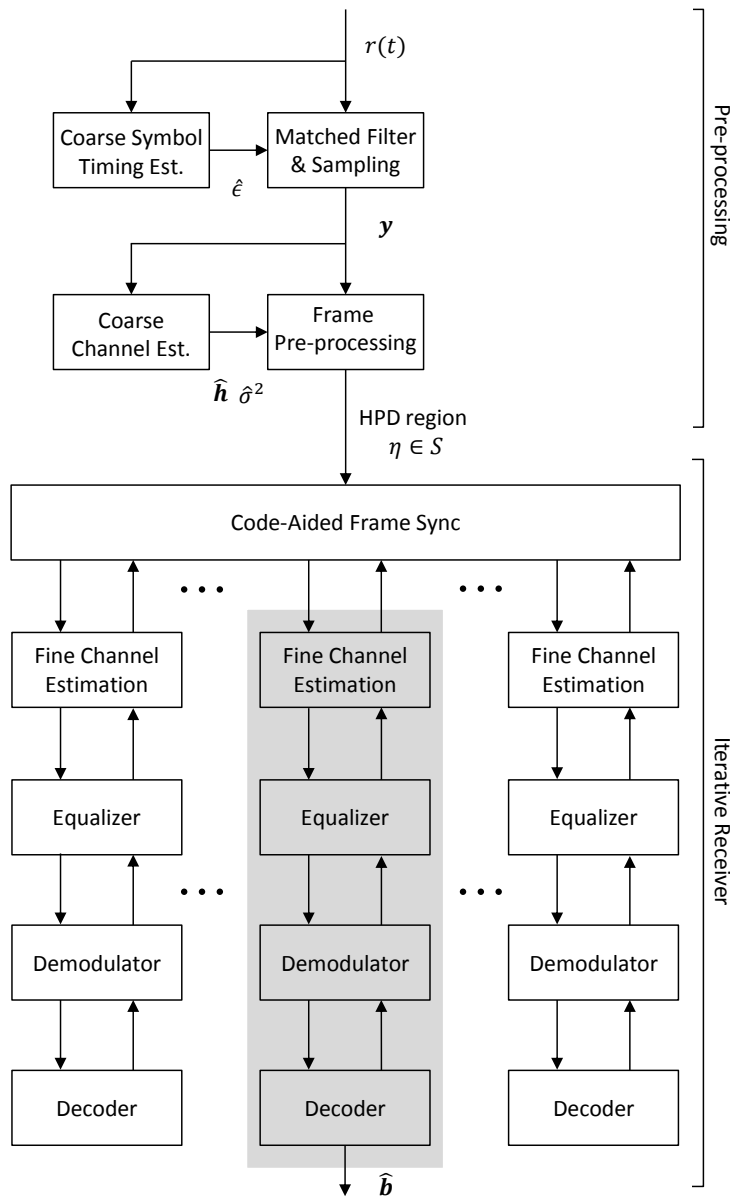 r(t)
Coarse Symbol
Timing Est.
ϵ̂
Matched Filter
& Sampling
y
Coarse
Channel Est.
ĥ σ̂²
Frame
Pre-processing
HPD region
η ∈ S
Pre-processing
Code-Aided Frame Sync
• • •
• • •
Fine Channel
Estimation
Fine Channel
Estimation
Fine Channel
Estimation
Equalizer
Equalizer
Equalizer
• • •
• • •
Demodulator
Demodulator
Demodulator
Decoder
Decoder
Decoder
b̂
Iterative Receiver